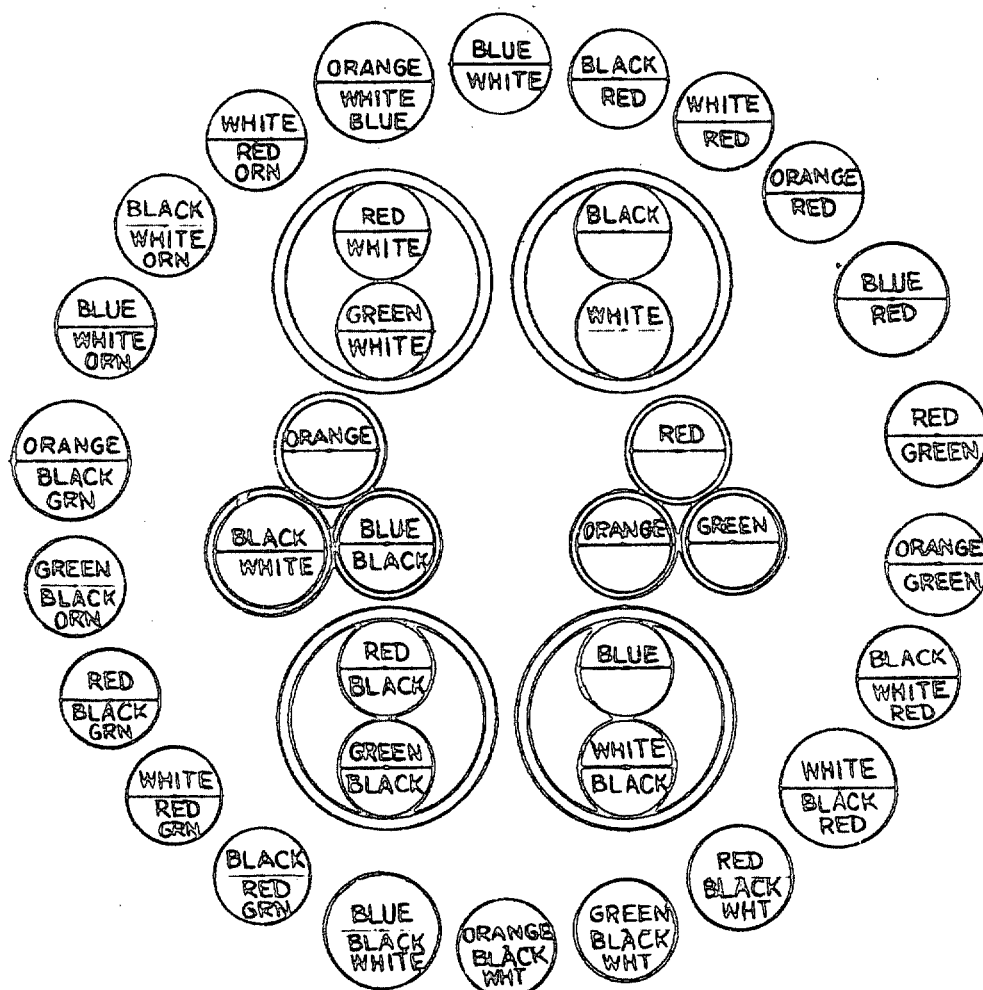 BLUE
WHITE
BLACK
RED
WHITE
RED
ORANGE
RED
BLUE
RED
RED
GREEN
ORANGE
GREEN
BLACK
WHITE
RED
WHITE
BLACK
RED
RED
BLACK
WHT
GREEN
BLACK
WHT
ORANGE
BLACK
WHT
BLUE
BLACK
WHITE
BLACK
RED
GRN
WHITE
RED
GRN
RED
BLACK
GRN
GREEN
BLACK
ORN
ORANGE
BLACK
GRN
BLUE
WHITE
ORN
BLACK
WHITE
ORN
WHITE
RED
ORN
ORANGE
WHITE
BLUE
RED
WHITE
GREEN
WHITE
BLACK
WHITE
ORANGE
BLACK
WHITE
BLUE
BLACK
RED
ORANGE
GREEN
RED
BLACK
GREEN
BLACK
BLUE
WHITE
BLACK